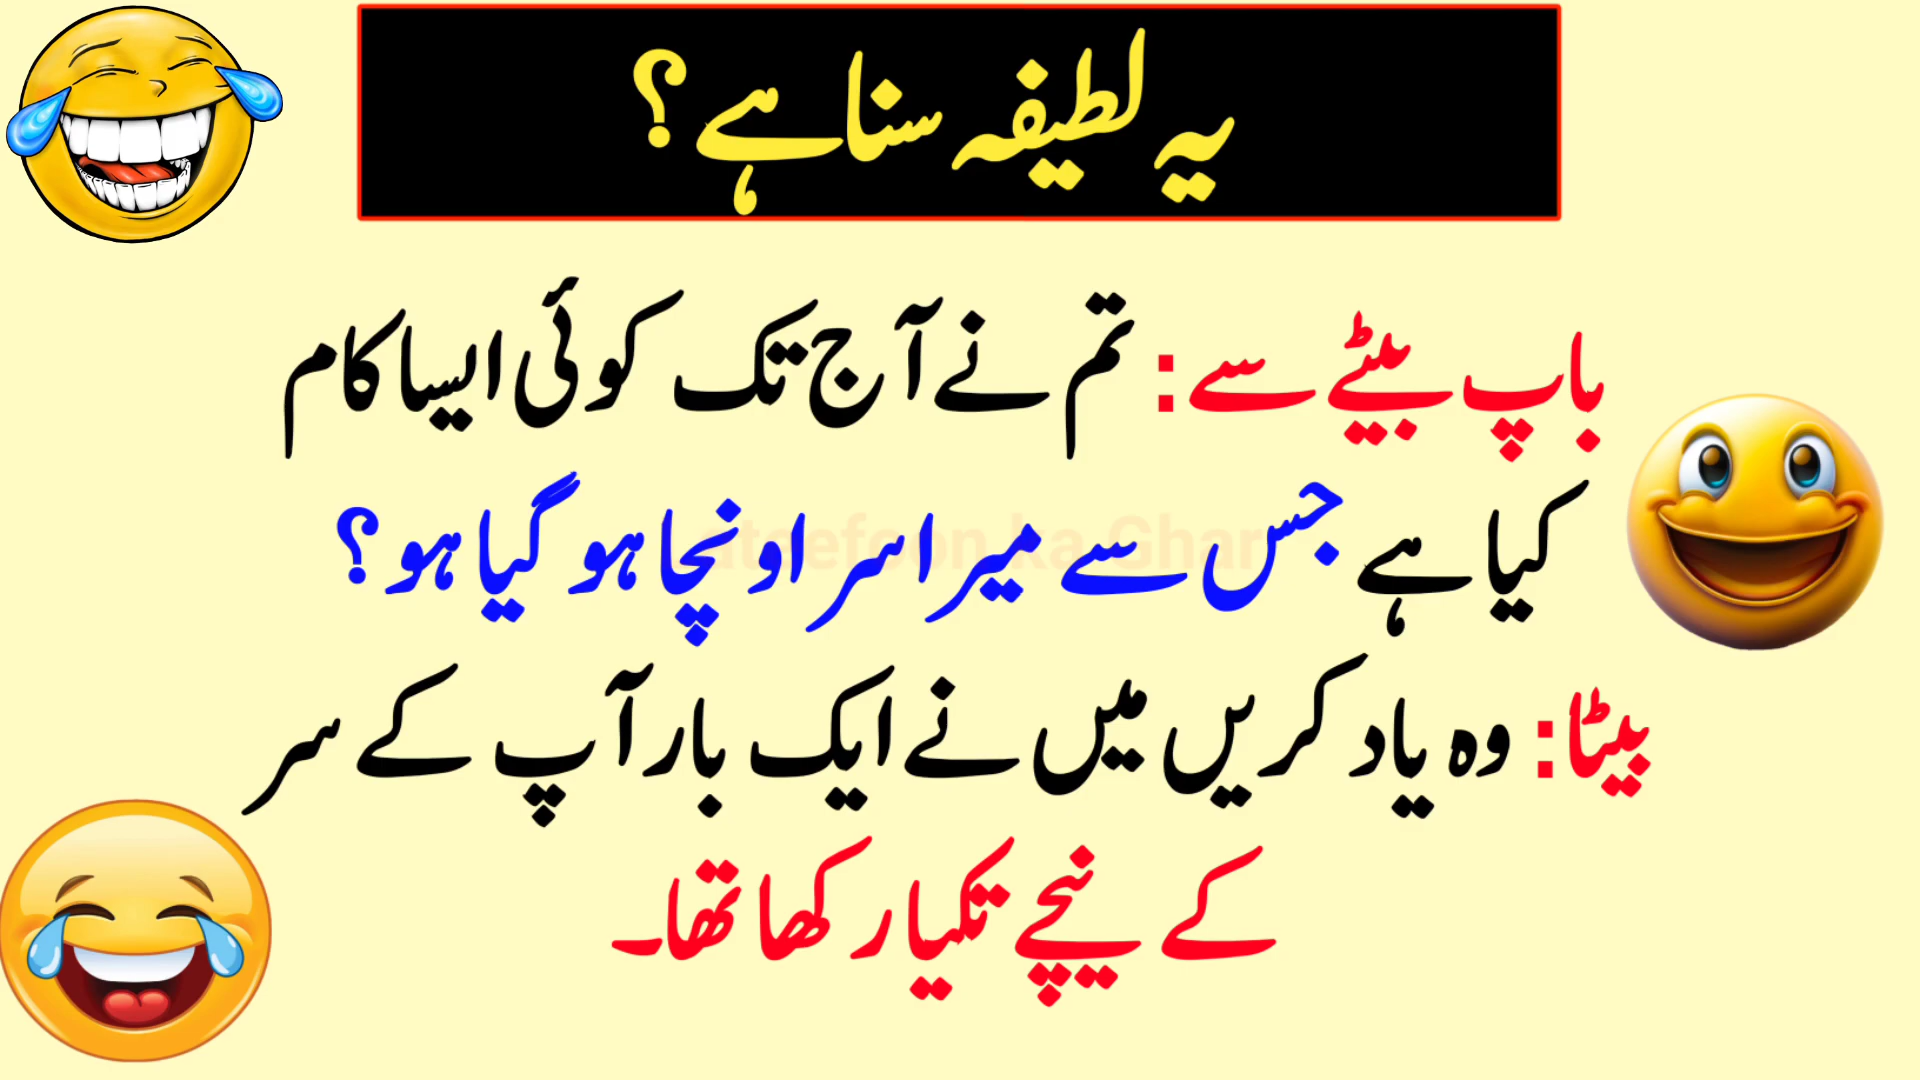 یہ لطیفہ سنا ہے؟
باپ بیٹے سے: تم نے آج تک کوئی ایسا کام
کیا ہے جس سے میرا سر اونچا ہو گیا ہو؟
بیٹا: وہ یاد کریں میں نے ایک بار آپ کے سر
کے نیچے تکیا رکھا تھا۔